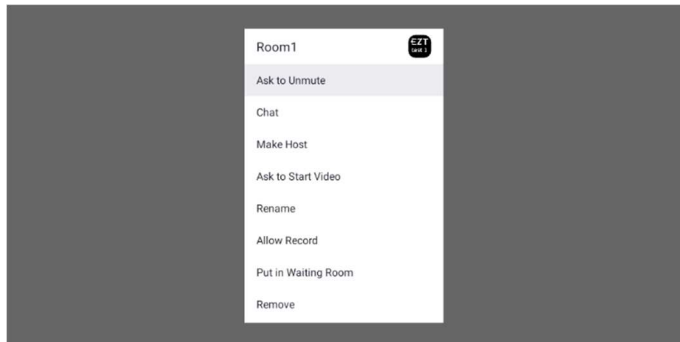 Room1
EZT
Ask to Unmute
Chat
Make Host
Ask to Start Video
Rename
Allow Record
Put in Waiting Room
Remove